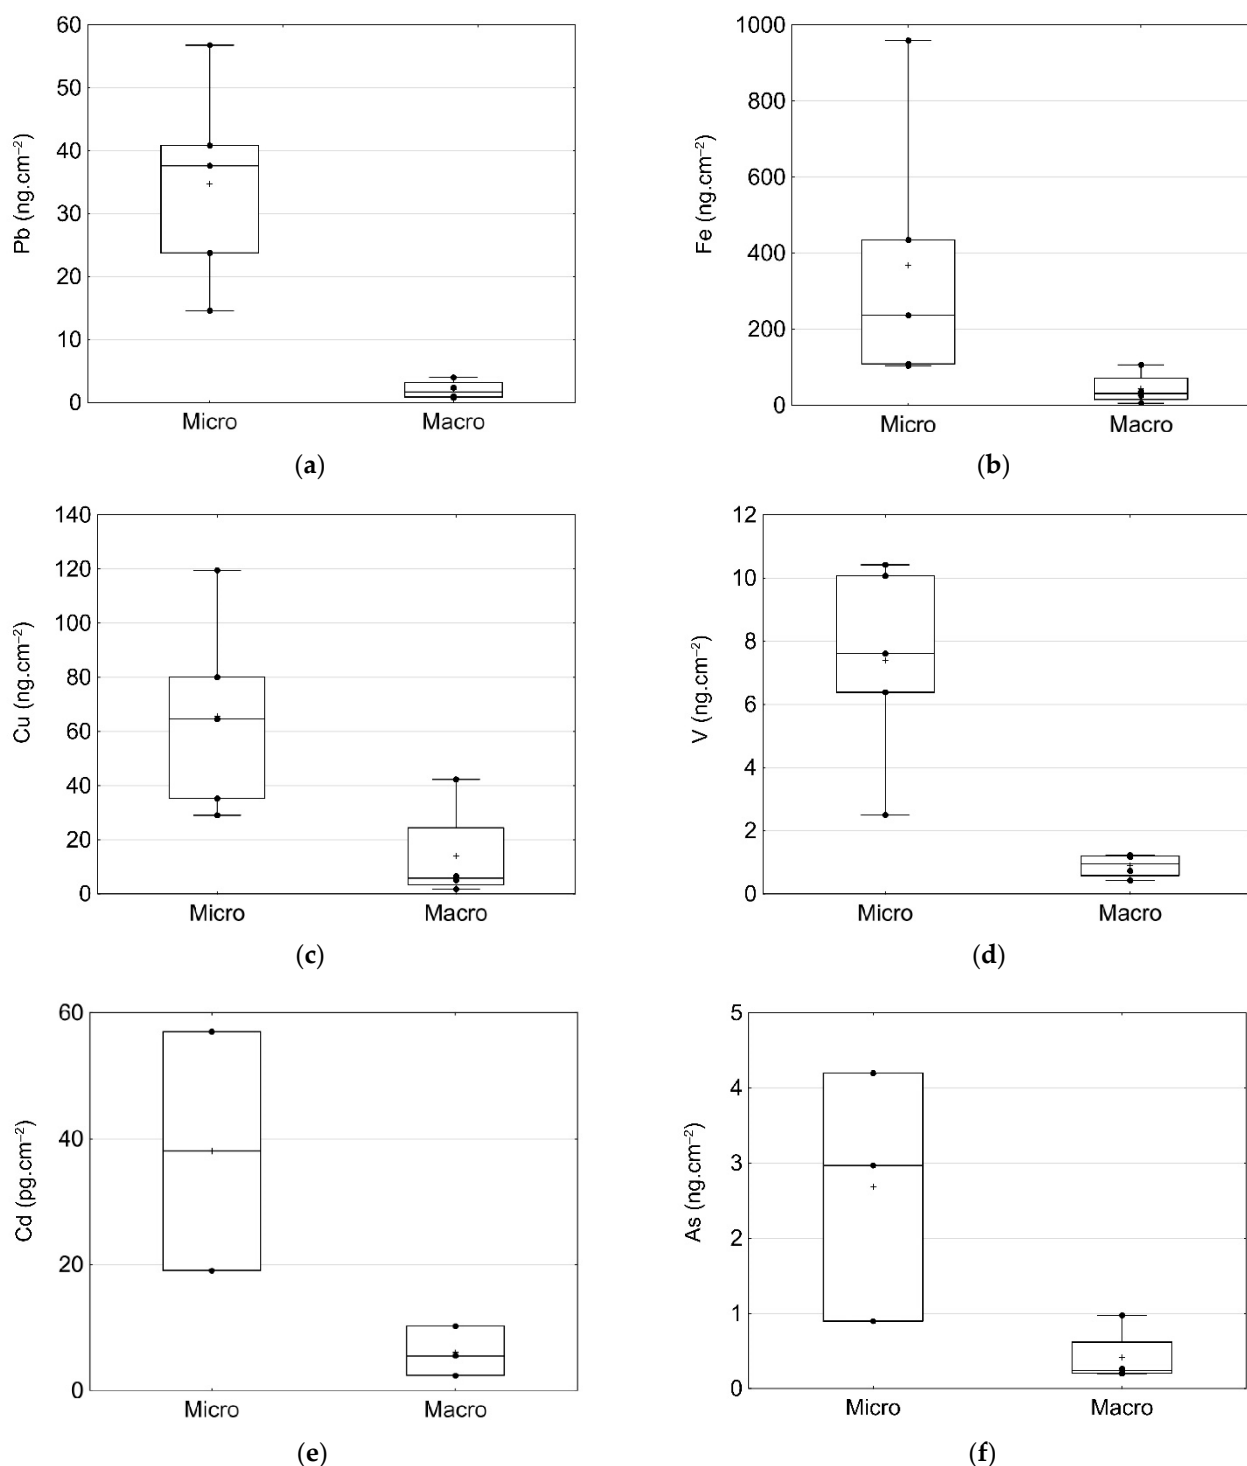 60
50
40
30
20
10
0
Pb (ng.cm⁻²)
Micro Macro
(a)
1000
800
600
400
200
0
Fe (ng.cm⁻²)
Micro Macro
(b)
140
120
100
80
60
40
20
0
Cu (ng.cm⁻²)
Micro Macro
(c)
12
10
8
6
4
2
0
V (ng.cm⁻²)
Micro Macro
(d)
60
40
20
0
Cd (pg.cm⁻²)
Micro Macro
(e)
5
4
3
2
1
0
As (ng.cm⁻²)
Micro Macro
(f)